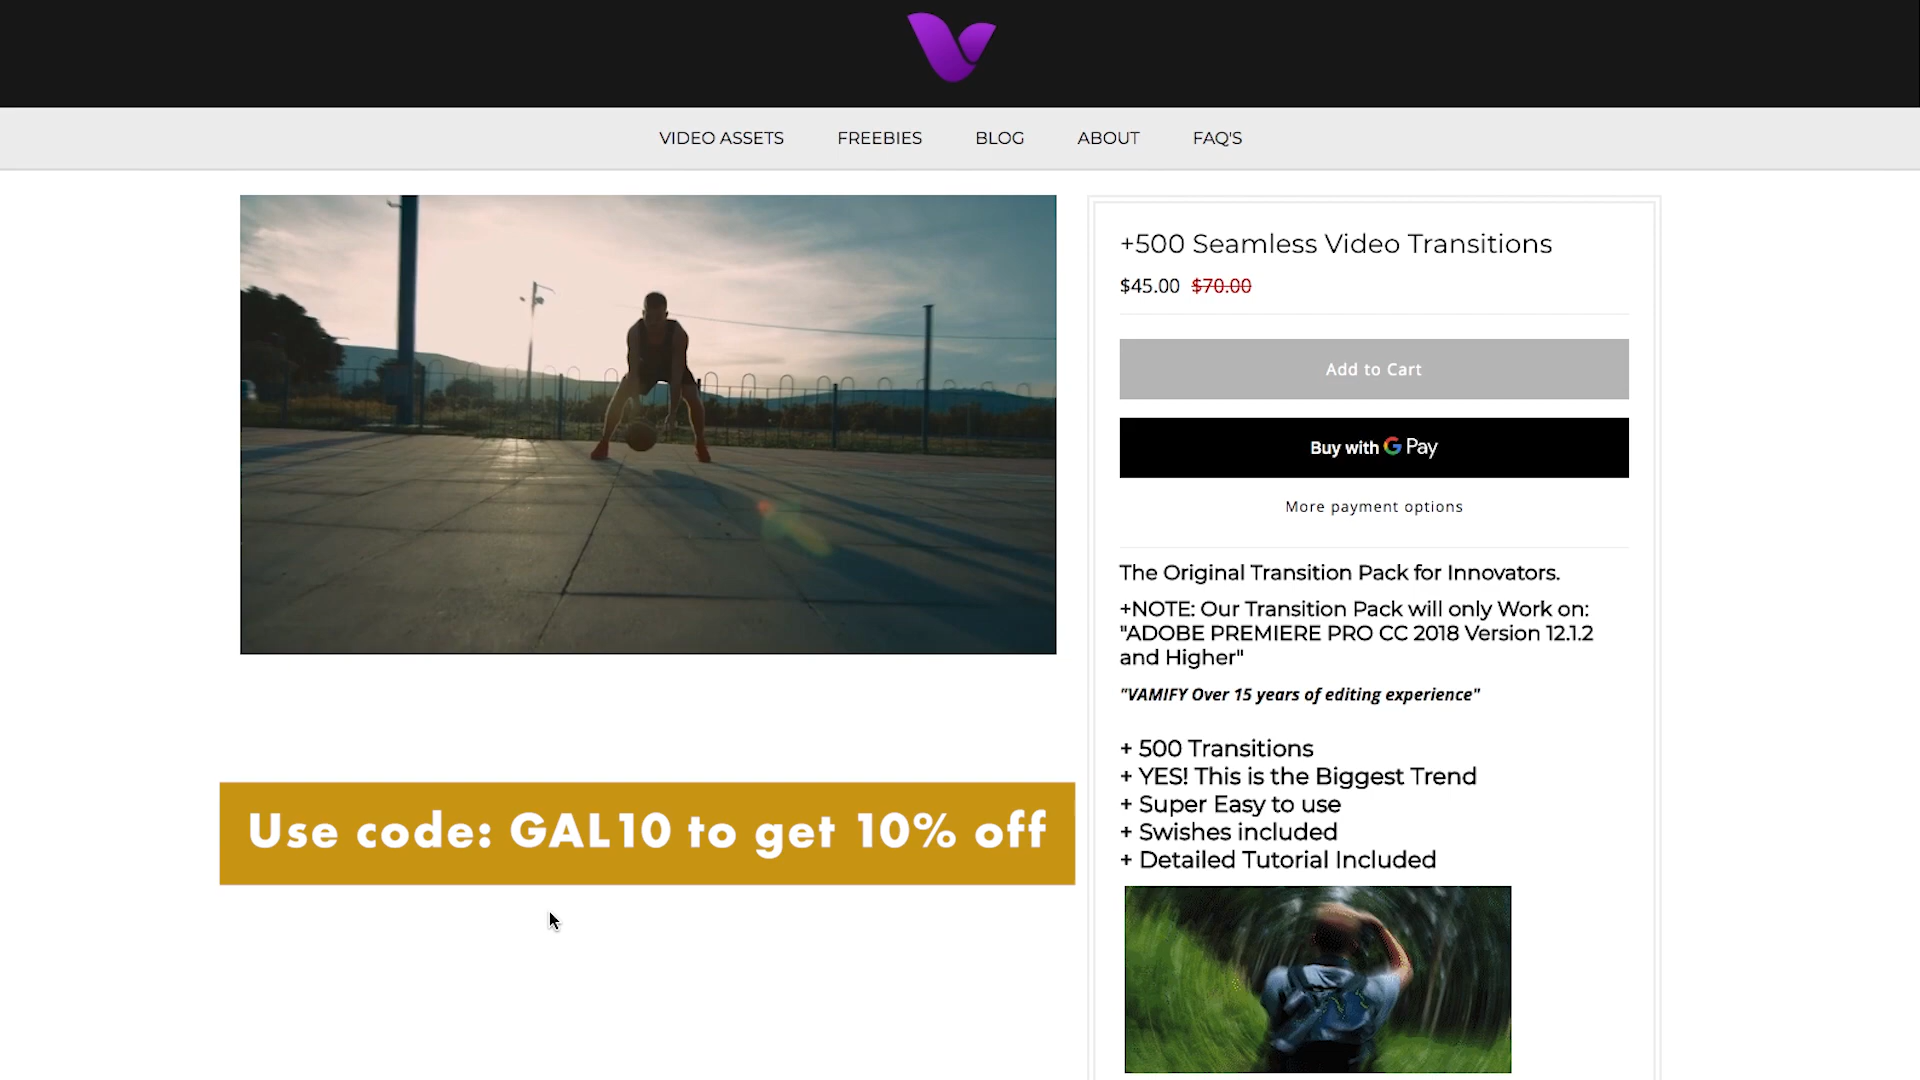 VIDEO ASSETS FREEBIES BLOG ABOUT FAQ'S
+500 Seamless Video Transitions
$45.00 $70.00
Add to Cart
Buy with G Pay
More payment options
The Original Transition Pack for Innovators.
+NOTE: Our Transition Pack will only Work on:
"ADOBE PREMIERE PRO CC 2018 Version 12.1.2
and Higher"
"VAMIFY Over 15 years of editing experience"
+ 500 Transitions
+ YES! This is the Biggest Trend
+ Super Easy to use
+ Swishes included
+ Detailed Tutorial Included
Use code: GAL10 to get 10% off